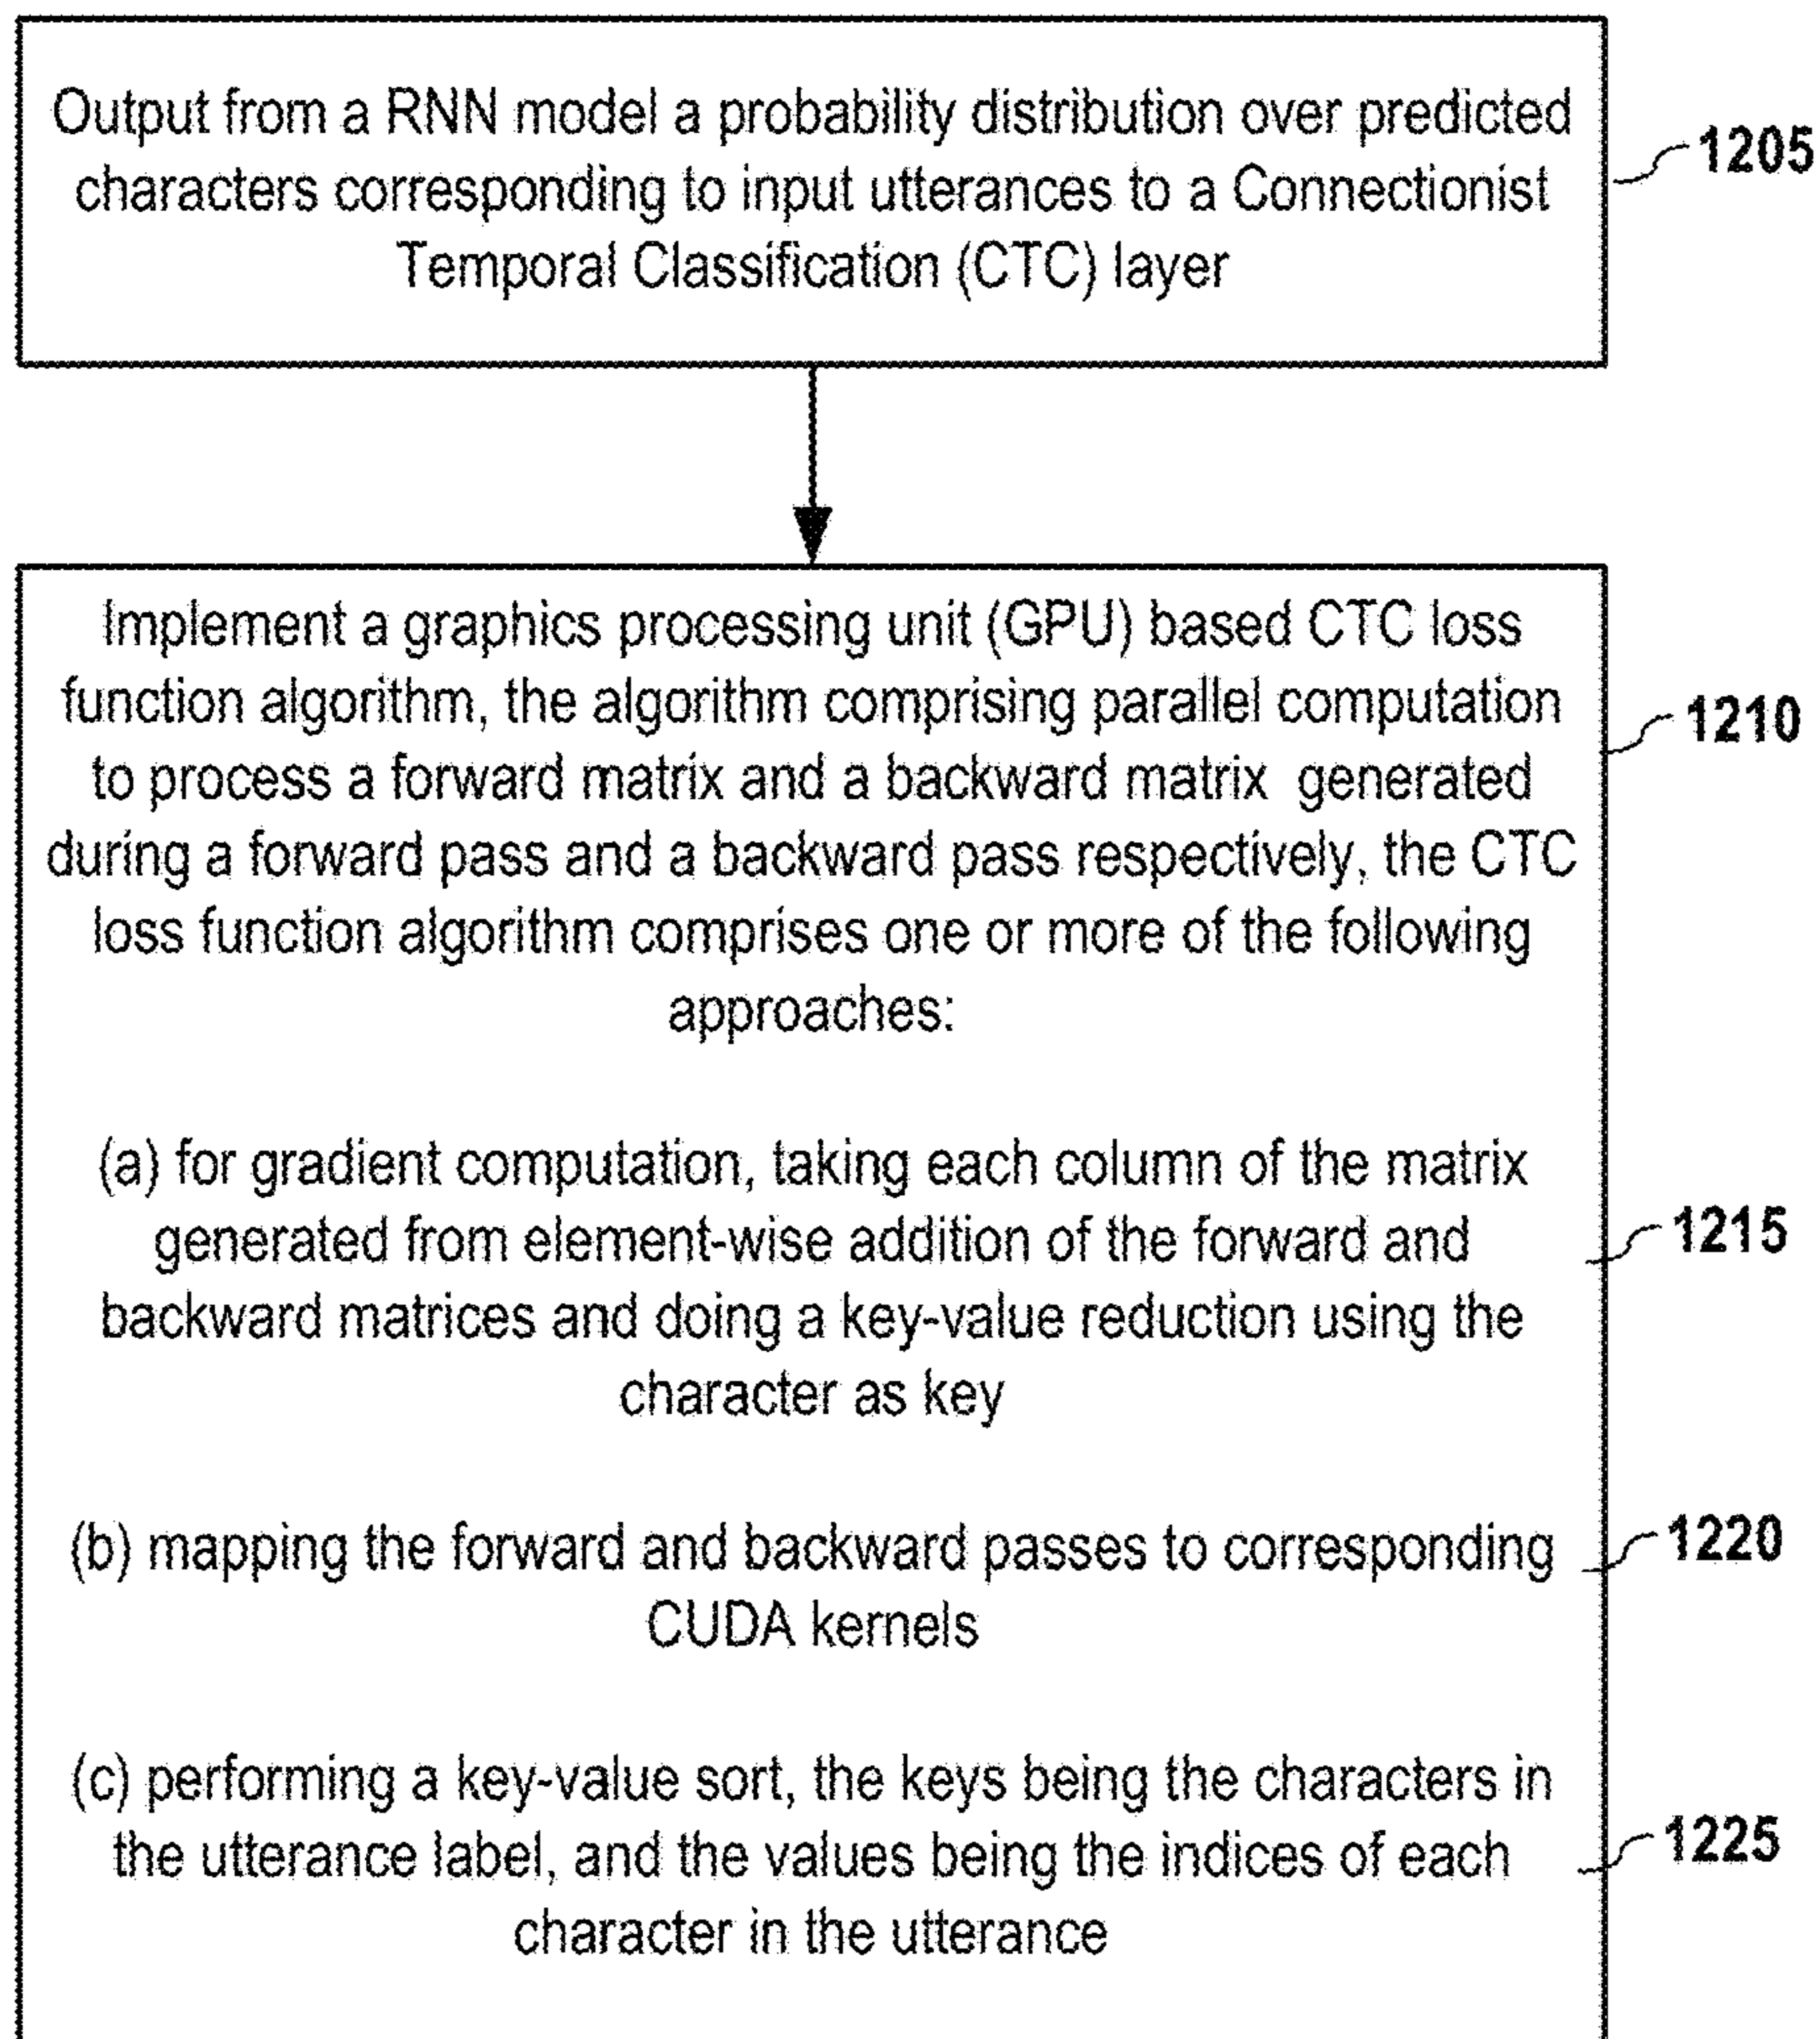 Output from a RNN model a probability distribution over predicted
characters corresponding to input utterances to a Connectionist
Temporal Classification (CTC) layer
1205
Implement a graphics processing unit (GPU) based CTC loss
function algorithm, the algorithm comprising parallel computation
to process a forward matrix and a backward matrix generated
during a forward pass and a backward pass respectively, the CTC
loss function algorithm comprises one or more of the following
approaches:
1210
(a) for gradient computation, taking each column of the matrix
generated from element-wise addition of the forward and
backward matrices and doing a key-value reduction using the
character as key
1215
(b) mapping the forward and backward passes to corresponding
CUDA kernels
1220
(c) performing a key-value sort, the keys being the characters in
the utterance label, and the values being the indices of each
character in the utterance
1225